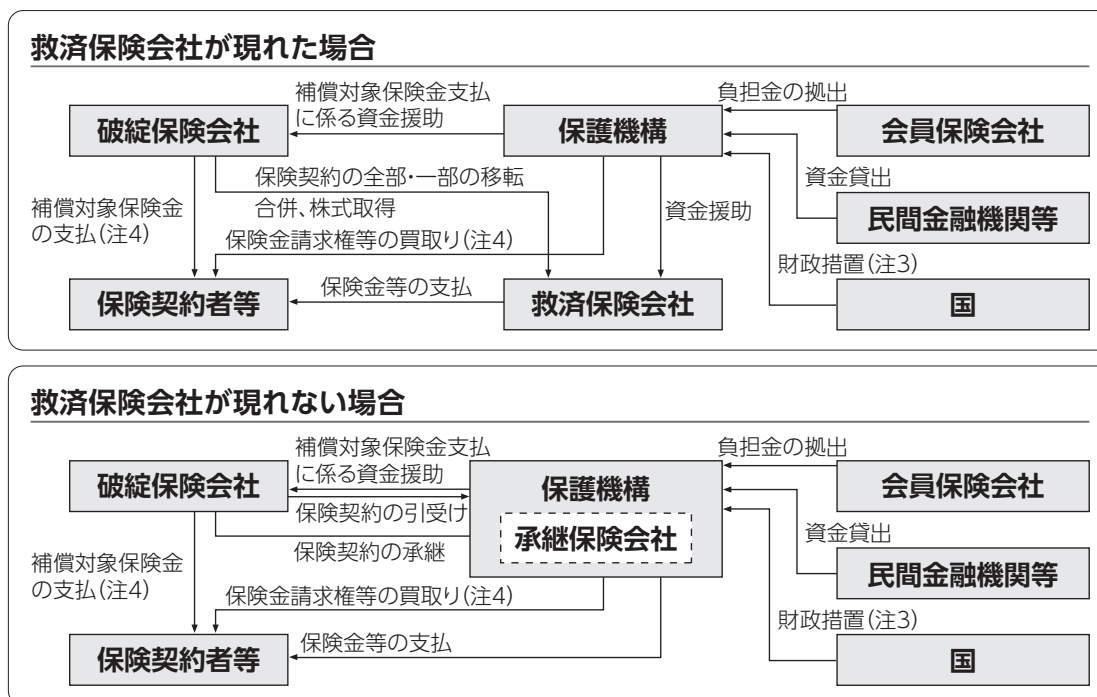 救済保険会社が現れた場合
補償対象保険金支払
に係る資金援助
負担金の拠出
破綻保険会社
保護機構
会員保険会社
保険契約の全部・一部の移転
合併、株式取得
資金貸出
補償対象保険金
の支払(注4)
資金援助
民間金融機関等
保険金請求権等の買取り(注4)
財政措置(注3)
保険金等の支払
保険契約者等
救済保険会社
国
救済保険会社が現れない場合
補償対象保険金支払
に係る資金援助
負担金の拠出
破綻保険会社
保護機構
会員保険会社
保険契約の引受け
承継保険会社
資金貸出
保険契約の承継
補償対象保険金
の支払(注4)
民間金融機関等
保険金請求権等の買取り(注4)
財政措置(注3)
保険金等の支払
保険契約者等
国